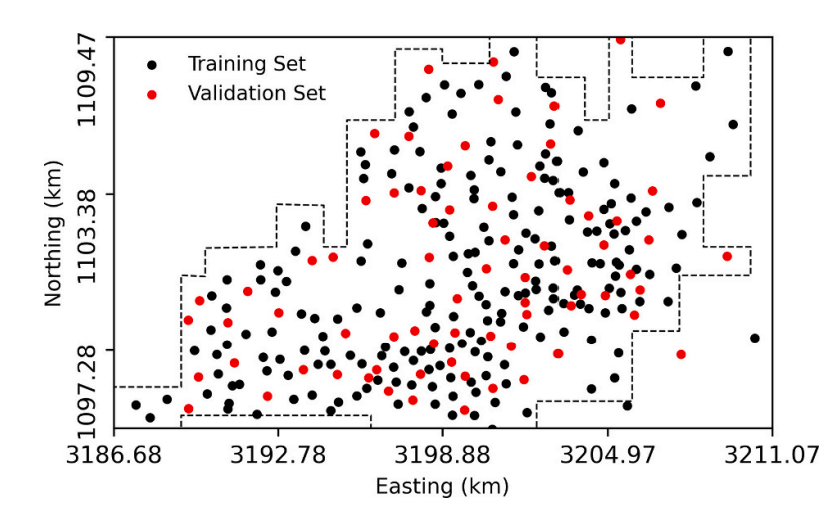 Training Set
Validation Set
1109.47
1103.38
1097.28
Northing (km)
3186.68 3192.78 3198.88 3204.97 3211.07
Easting (km)